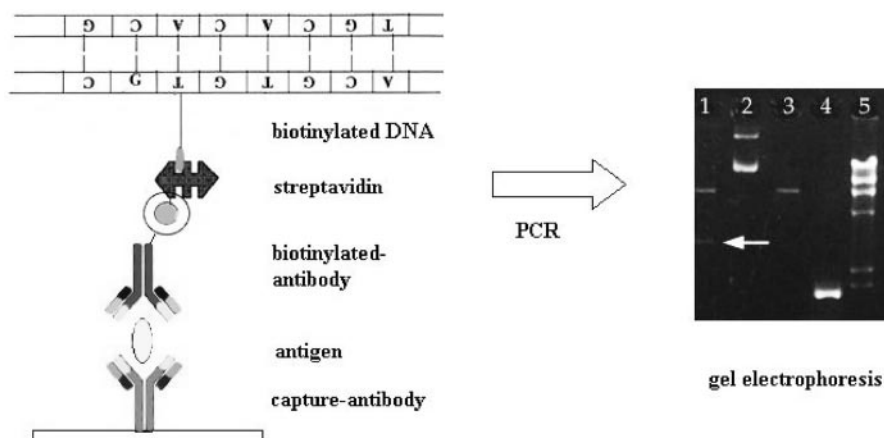 G C A C A C G T
C G T G T G C A
biotinylated DNA
streptavidin
biotinylated-
antibody
antigen
capture-antibody
PCR
1 2 3 4 5
gel electrophoresis